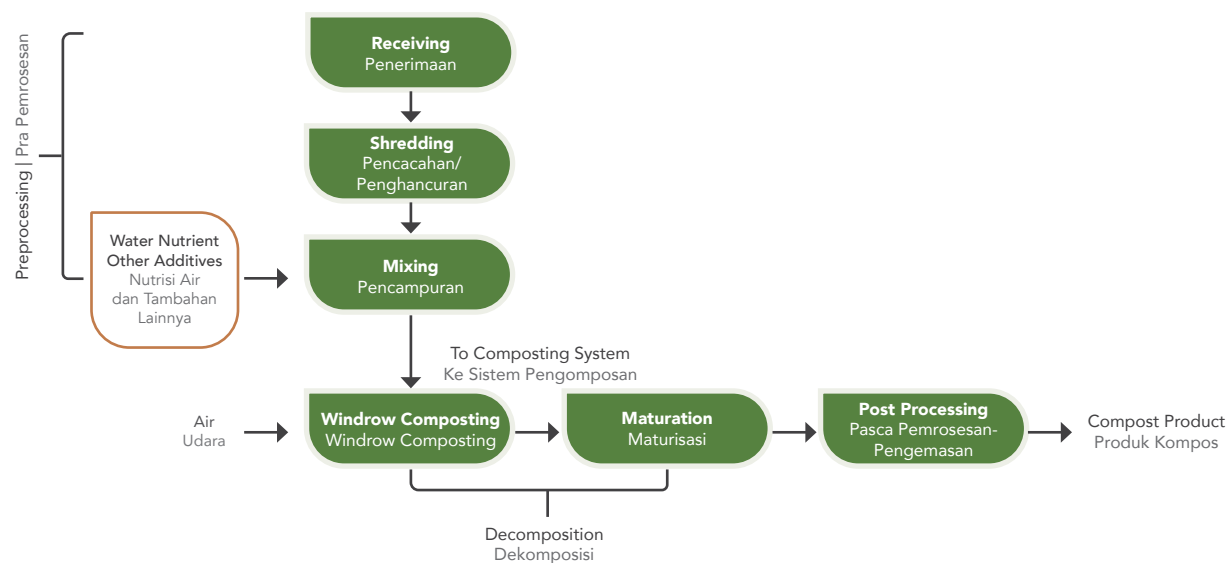 Preprocessing | Pra Pemrosesan
Receiving
Penerimaan
Shredding
Pencacahan/
Penghancuran
Water Nutrient
Other Additives
Nutrisi Air
dan Tambahan
Lainnya
Mixing
Pencampuran
To Composting System
Ke Sistem Pengomposan
Air
Udara
Windrow Composting
Windrow Composting
Maturation
Maturisasi
Post Processing
Pasca Pemrosesan-
Pengemasan
Compost Product
Produk Kompos
Decomposition
Dekomposisi